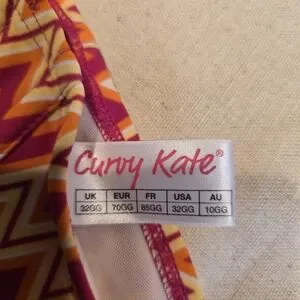 Curvy Kate®
UK EUR FR USA AU
32GG 70GG 85GG 32GG 10GG